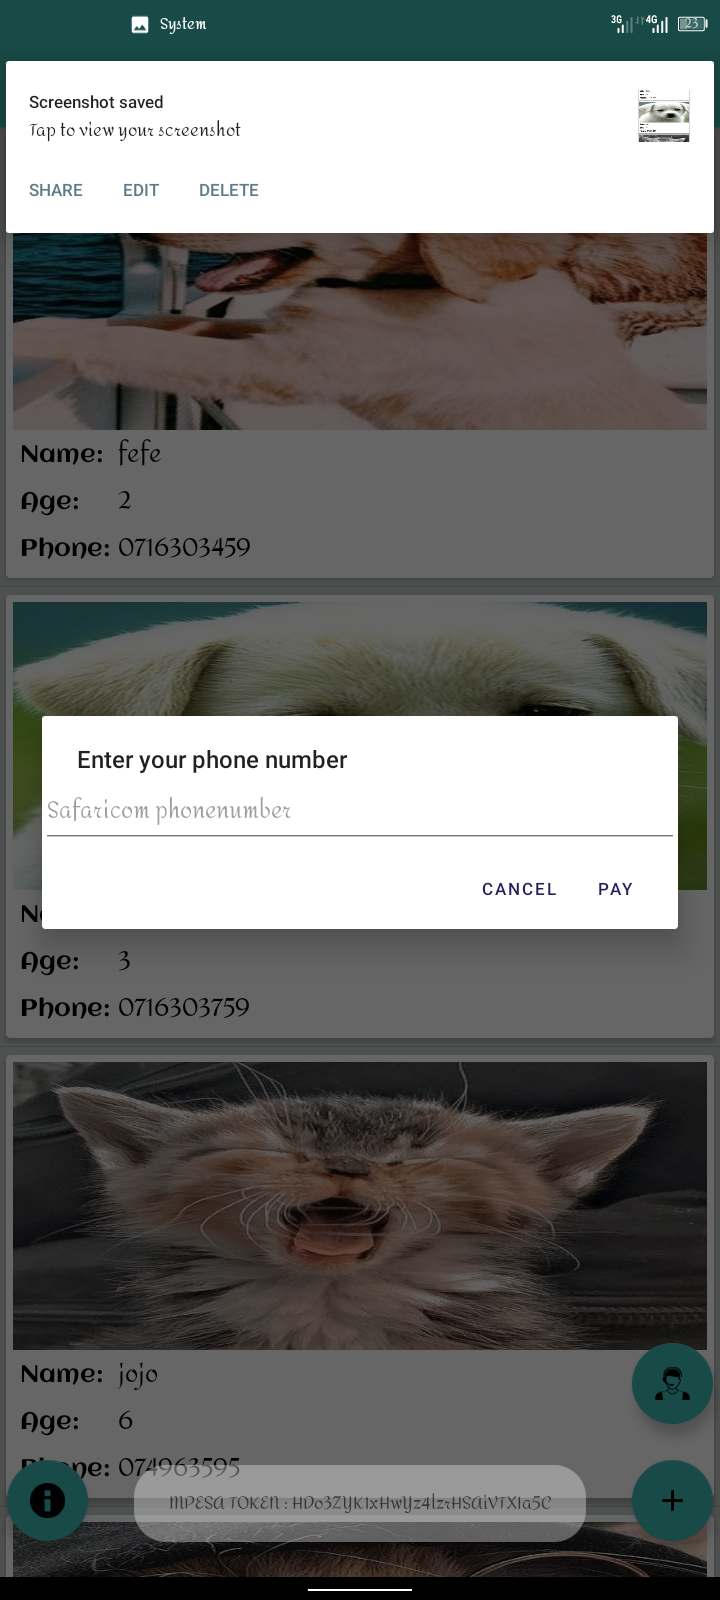 System
3G 4G 23
Screenshot saved
Tap to view your screenshot
SHARE EDIT DELETE
Name: fefe
Age: 2
Phone: 0716303459
Enter your phone number
Safaricom phonenumber
CANCEL PAY
Age: 3
Phone: 0716303759
Name: jojo
Age: 6
Phone: 074963595
MPESA TOKEN : HDo3ZYK1xHwYz4lzrHSAiVTXIa5C